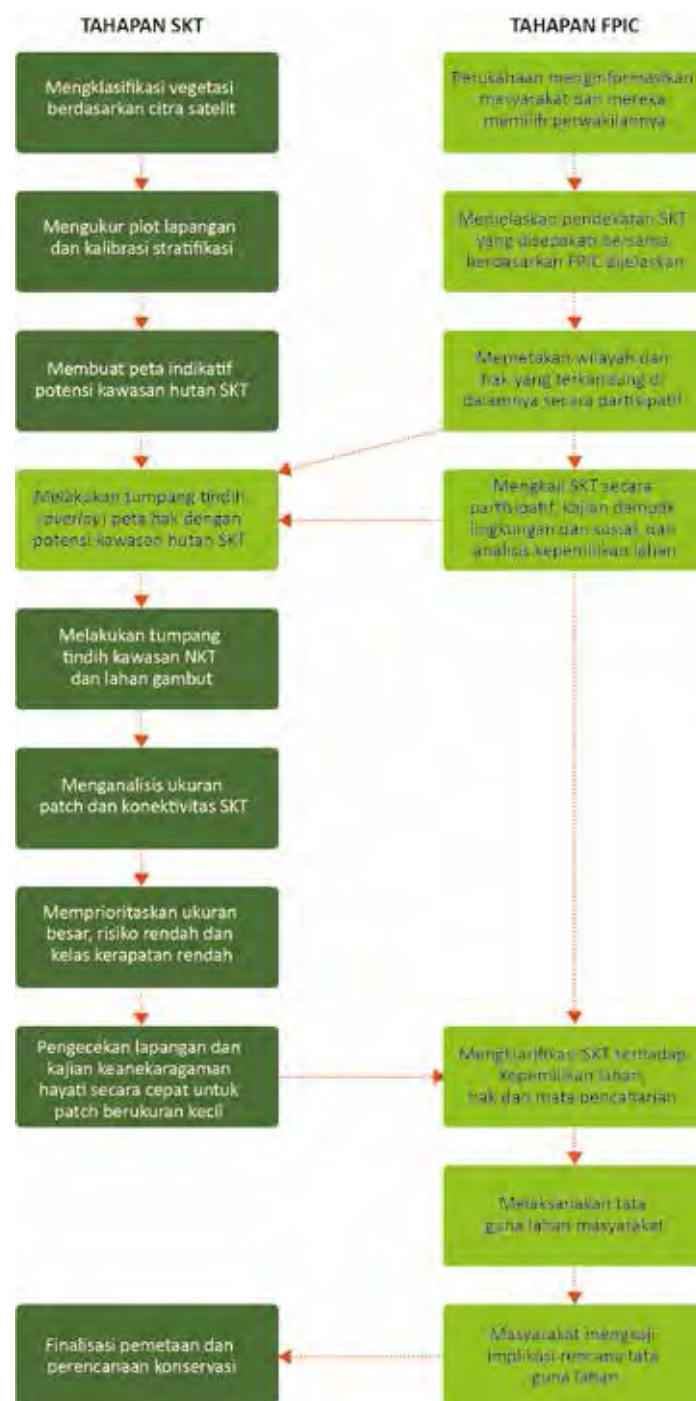 TAHAPAN SKT
Mengklasifikasi vegetasi
berdasarkan citra satelit
Mengukur plot lapangan
dan kalibrasi stratifikasi
Membuat peta indikatif
potensi kawasan hutan SKT
Melakukan tumpang tindih
(overlay) peta hak dengan
potensi kawasan hutan SKT
Melakukan tumpang
tindih kawasan NKT
dan lahan gambut
Menganalisis ukuran
patch dan konektivitas SKT
Memprioritaskan ukuran
besar, risiko rendah dan
kelas kerapatan rendah
Pengecekan lapangan dan
kajian keanekaragaman
hayati secara cepat untuk
patch berukuran kecil
Finalisasi pemetaan dan
perencanaan konservasi
TAHAPAN FPIC
Perusahaan menginformasikan
masyarakat dan mereka
memilih perwakilannya
Menjelaskan pendekatan SKT
yang disepakati bersama
berdasarkan FPIC dijelaskan
Memetakan wilayah dan
hak yang terkandung di
dalamnya secara partisipatif
Mengkaji SKT secara
partisipatif, kajian dampak
lingkungan dan sosial, dan
analisis kepemilikan lahan
Mengklarifikasi SKT terhadap
kepemilikan lahan,
hak dan mata pencaharian
Melaksanakan tata
guna lahan masyarakat
Masyarakat mengkaji
implikasi rencana tata
guna lahan